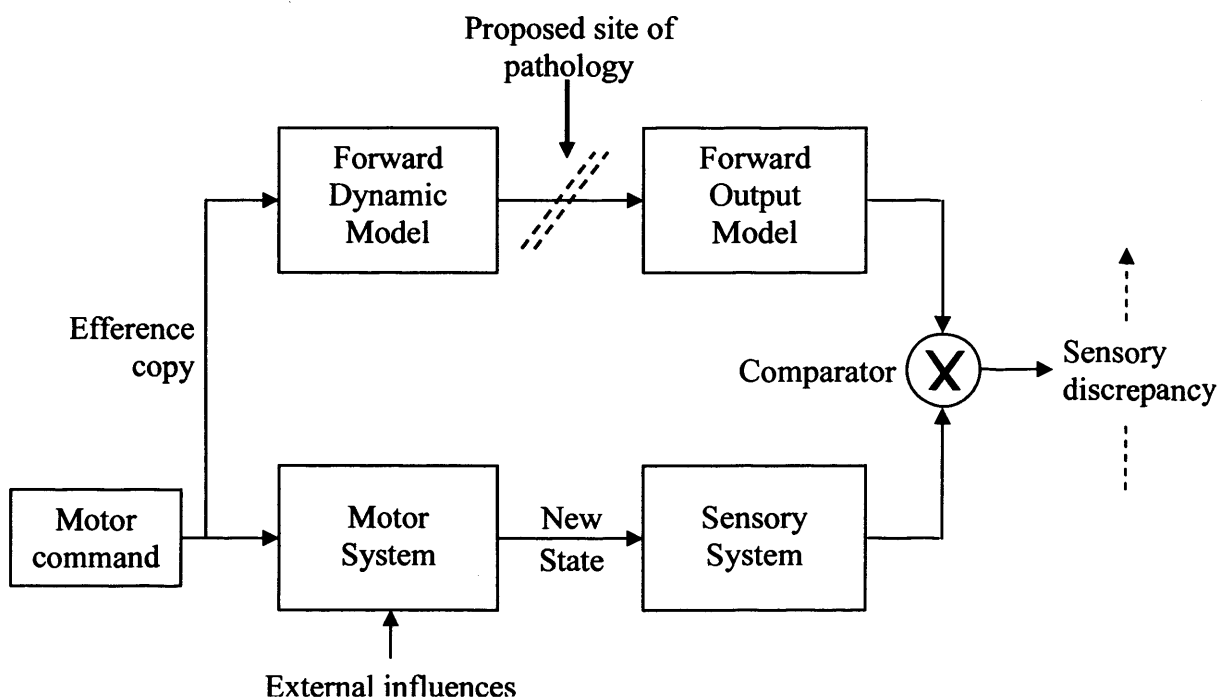 Proposed site of
pathology
Forward
Dynamic
Model
Forward
Output
Model
Efference
copy
Comparator
X
Sensory
discrepancy
Motor
command
Motor
System
New
State
Sensory
System
External influences